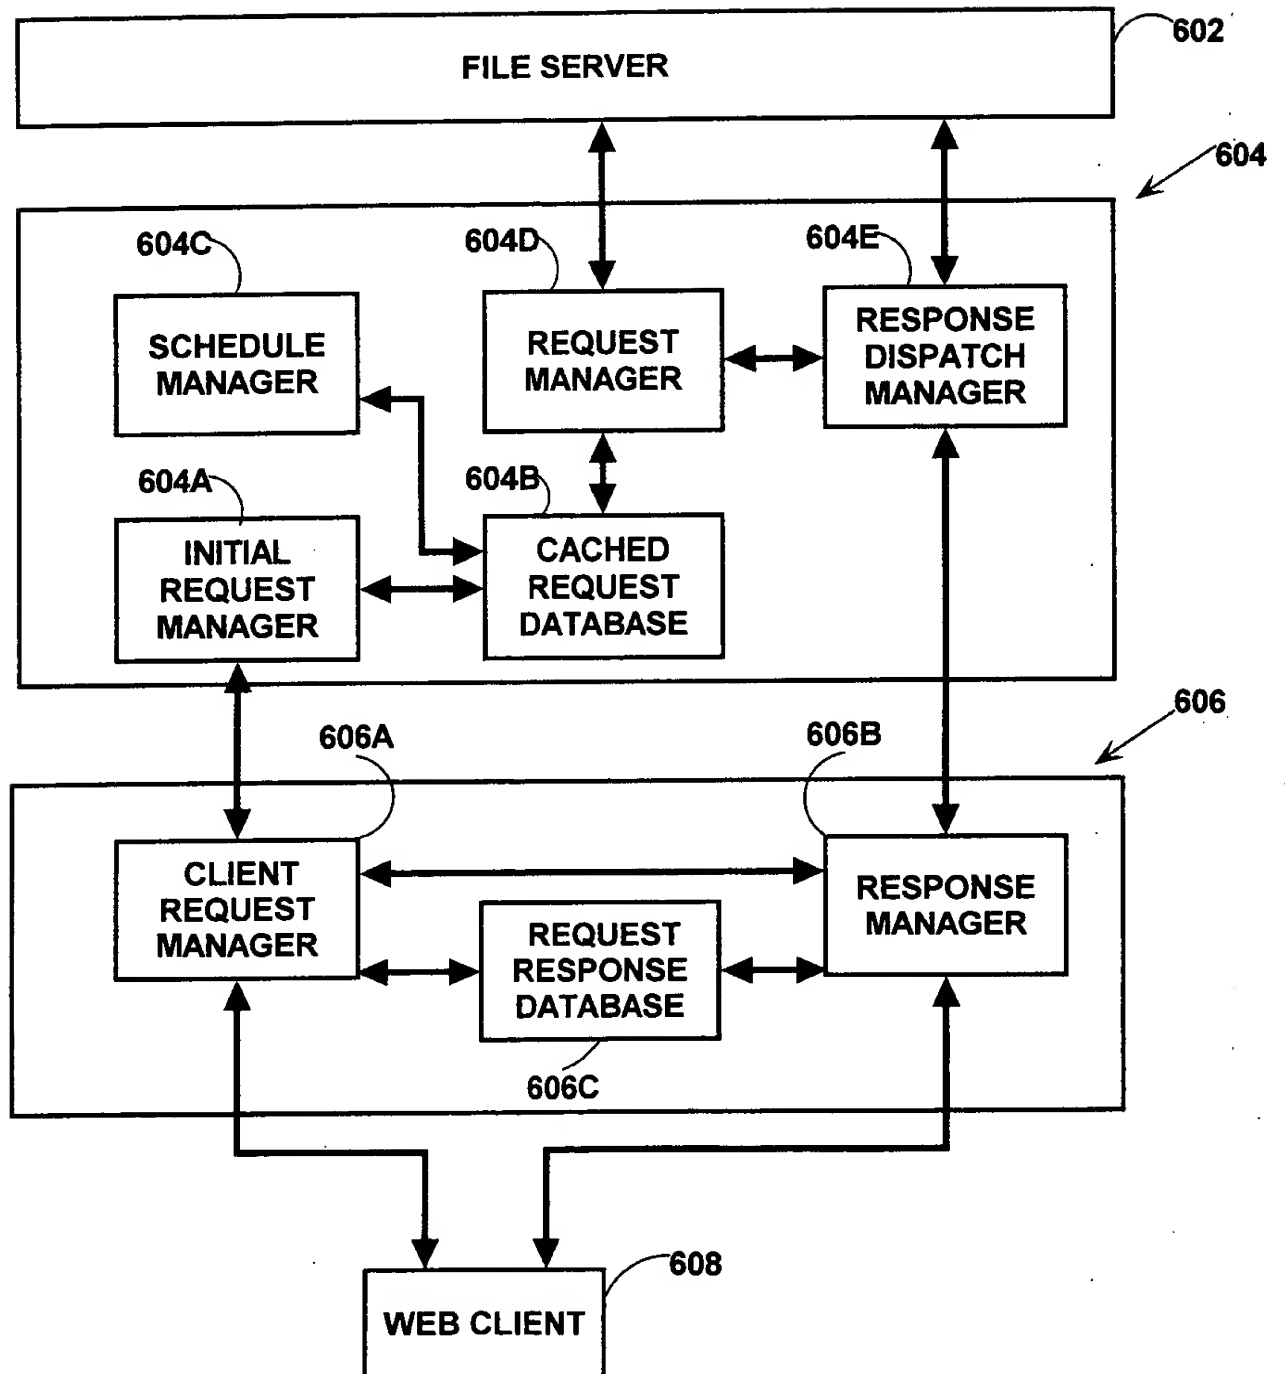 602
FILE SERVER
604
604C
604D
604E
SCHEDULE
MANAGER
REQUEST
MANAGER
RESPONSE
DISPATCH
MANAGER
604A
604B
INITIAL
REQUEST
MANAGER
CACHED
REQUEST
DATABASE
606
606A
606B
CLIENT
REQUEST
MANAGER
REQUEST
RESPONSE
DATABASE
RESPONSE
MANAGER
606C
608
WEB CLIENT